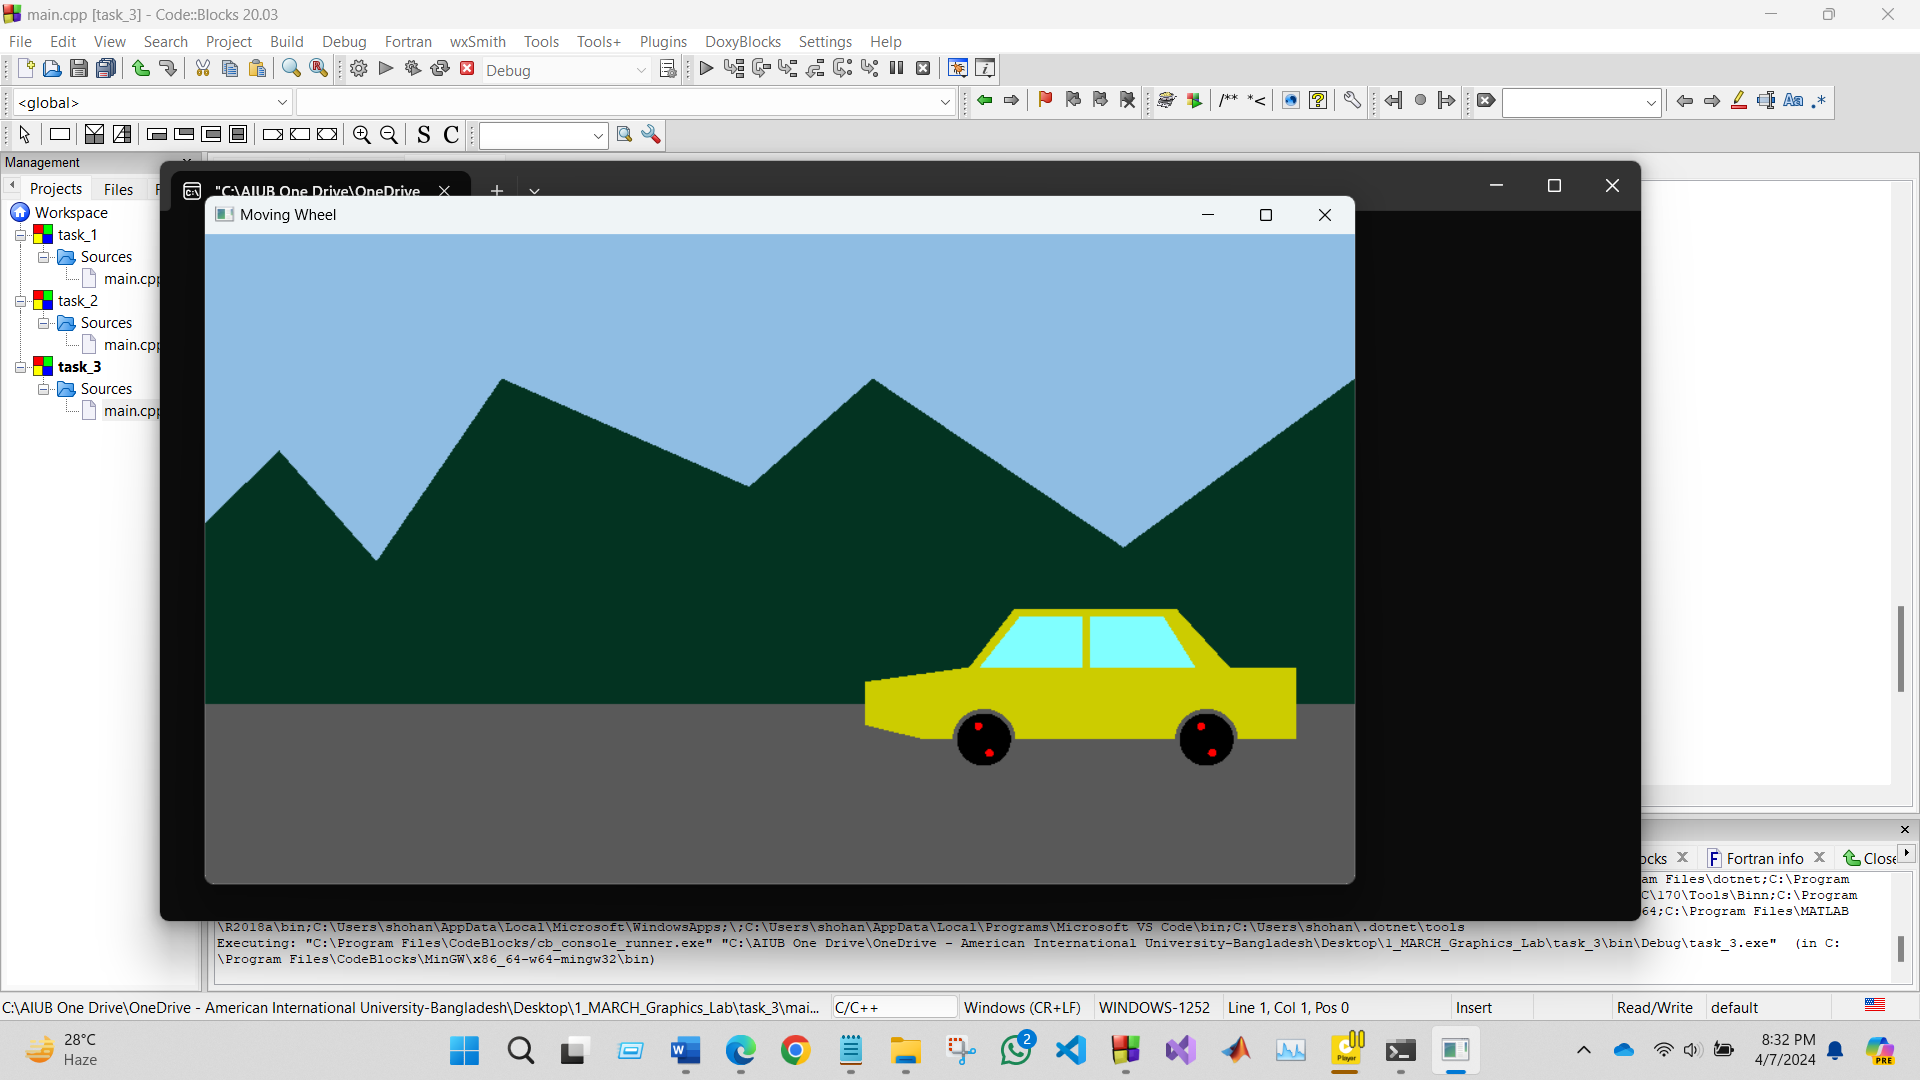 main.cpp [task_3] - Code::Blocks 20.03
File Edit View Search Project Build Debug Fortran wxSmith Tools Tools+ Plugins DoxyBlocks Settings Help
Debug
<global>
/** *<
Aa .*
S C
Management
Projects Files
"C:\AIUB One Drive\OneDrive
Moving Wheel
Workspace
task_1
Sources
main.cpp
task_2
Sources
main.cpp
task_3
Sources
main.cpp
ocks Fortran info Close
am Files\dotnet;C:\Program
C\170\Tools\Binn;C:\Program
64;C:\Program Files\MATLAB
\R2018a\bin;C:\Users\shohan\AppData\Local\Microsoft\WindowsApps;\;C:\Users\shohan\AppData\Local\Programs\Microsoft VS Code\bin;C:\Users\shohan\.dotnet\tools
Executing: "C:\Program Files\CodeBlocks/cb_console_runner.exe" "C:\AIUB One Drive\OneDrive - American International University-Bangladesh\Desktop\1_MARCH_Graphics_Lab\task_3\bin\Debug\task_3.exe" (in C:
\Program Files\CodeBlocks\MinGW\x86_64-w64-mingw32\bin)
C:\AIUB One Drive\OneDrive - American International University-Bangladesh\Desktop\1_MARCH_Graphics_Lab\task_3\mai... C/C++ Windows (CR+LF) WINDOWS-1252 Line 1, Col 1, Pos 0 Insert Read/Write default
28°C
Haze
2
Player
PRE
8:32 PM
4/7/2024